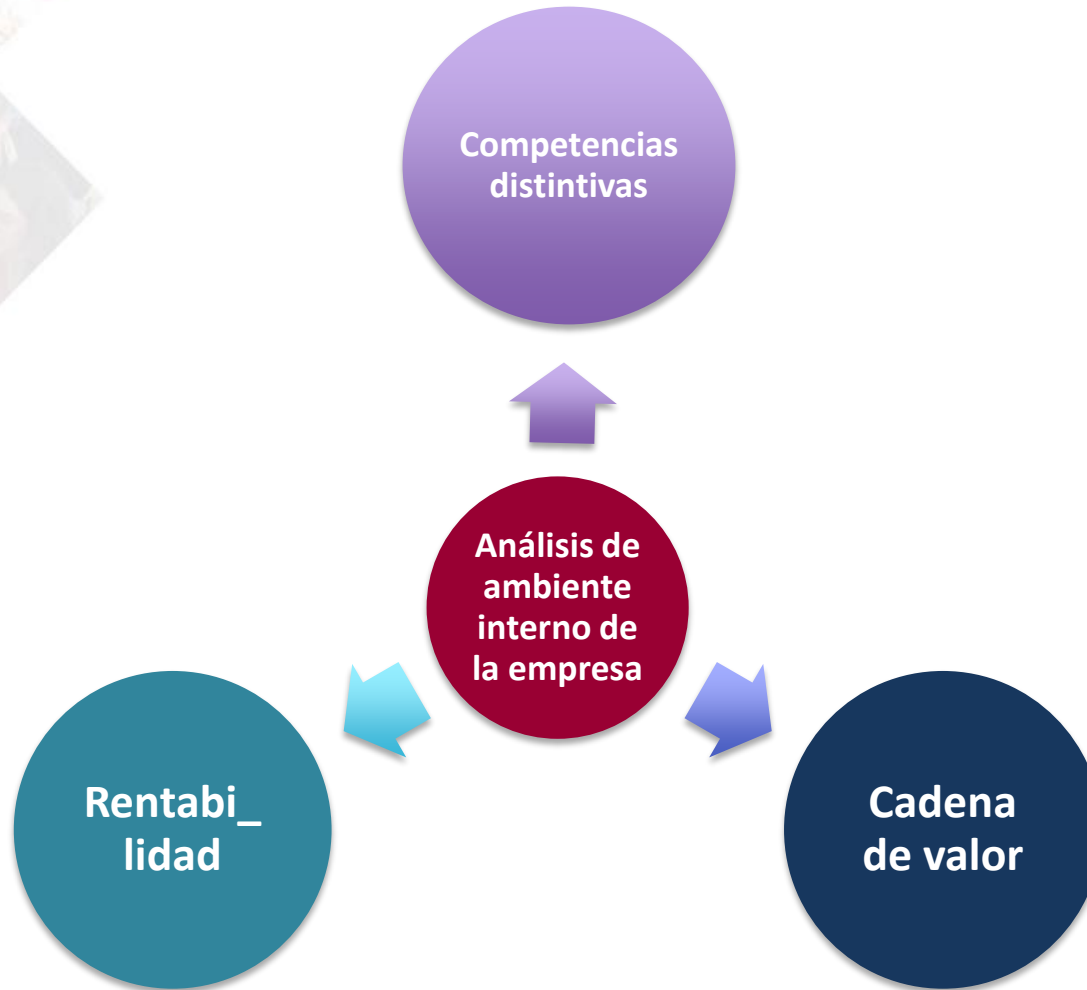 Competencias
distintivas
Análisis de
ambiente
interno de
la empresa
Rentabi_
lidad
Cadena
de valor